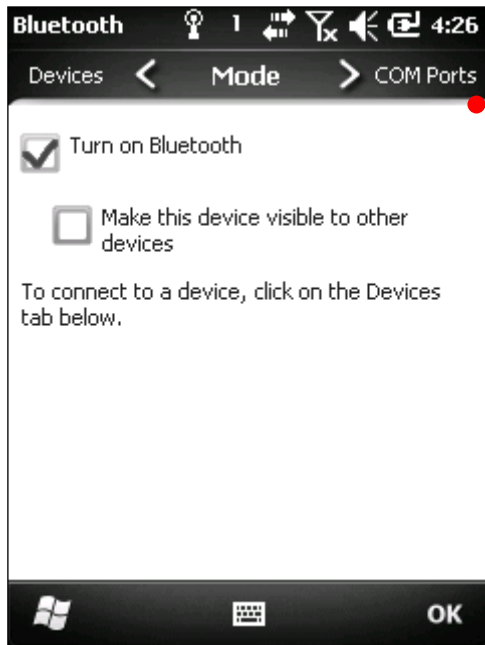 Bluetooth 1 4:26
Devices Mode COM Ports
Turn on Bluetooth
Make this device visible to other
devices
To connect to a device, click on the Devices
tab below.
OK